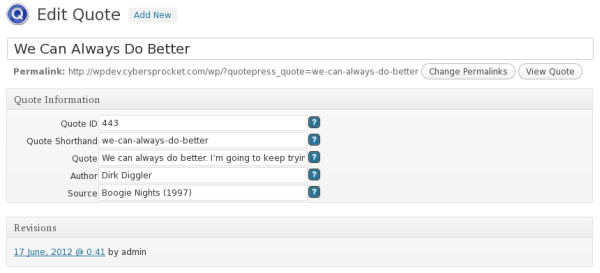 Q Edit Quote Add New
We Can Always Do Better
Permalink: http://wpdev.cybersprocket.com/wp/?quotepress_quote=we-can-always-do-better Change Permalinks View Quote
Quote Information
Quote ID 443 ?
Quote Shorthand we-can-always-do-better ?
Quote We can always do better. I'm going to keep tryin ?
Author Dirk Diggler ?
Source Boogie Nights (1997) ?
Revisions
17 June, 2012 @ 0:41 by admin